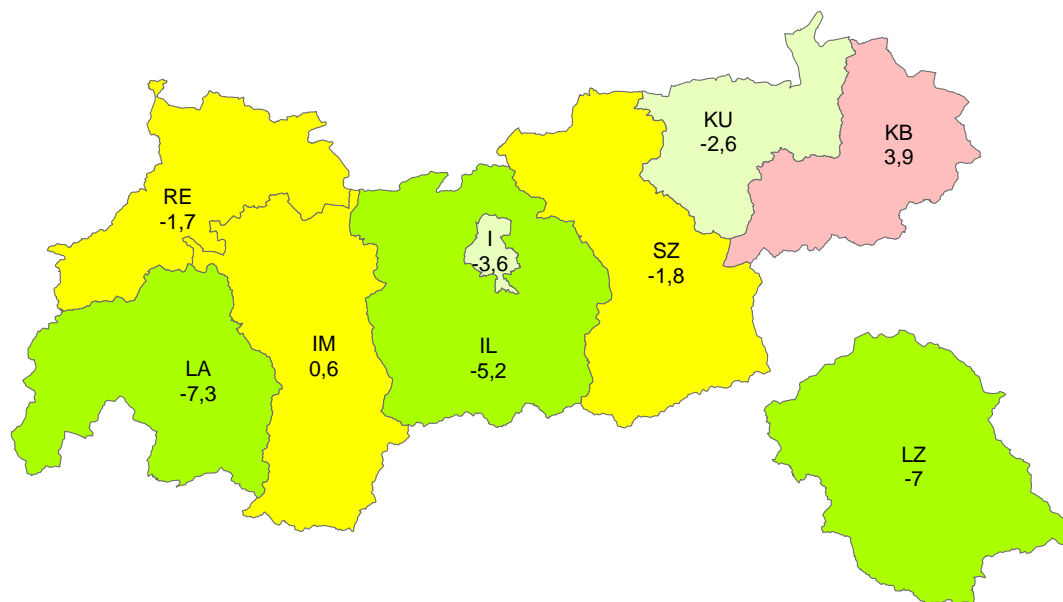 KU
-2,6
KB
3,9
RE
-1,7
I
-3,6
SZ
-1,8
IM
0,6
IL
-5,2
LA
-7,3
LZ
-7